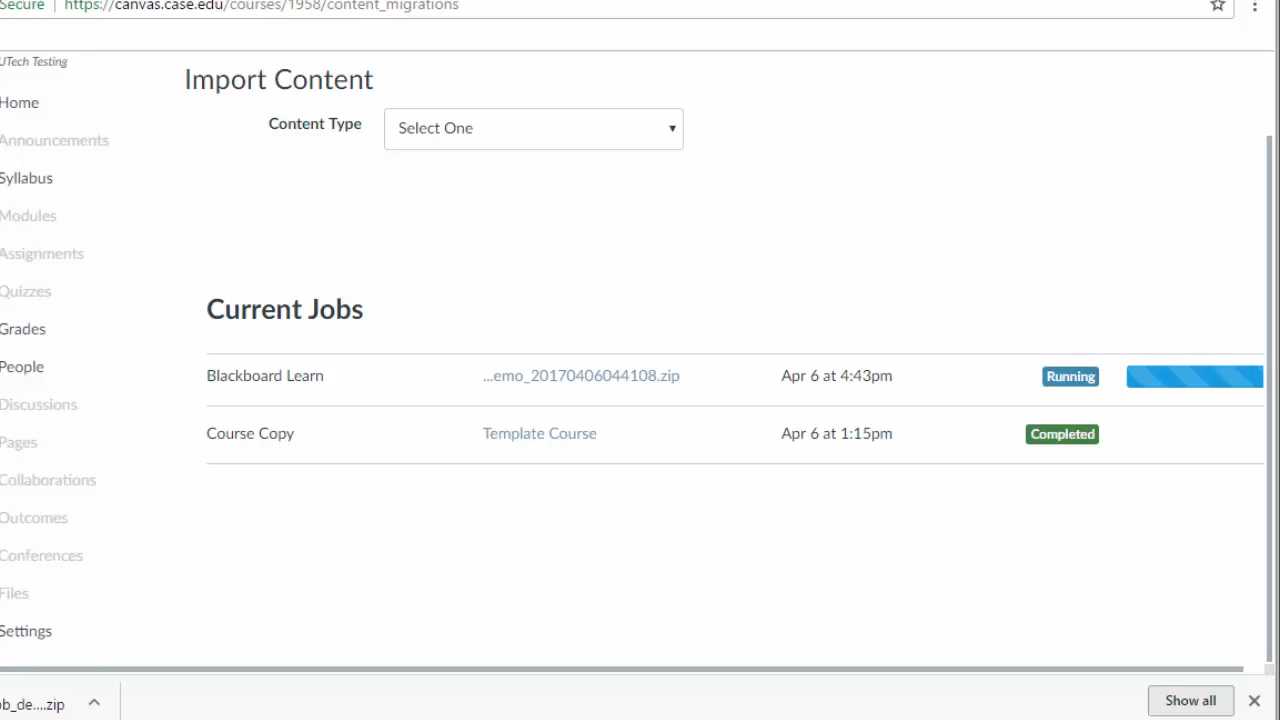 Secure | https://canvas.case.edu/courses/1958/content_migrations
UTech Testing
Import Content
Home
Content Type
Select One
Announcements
Syllabus
Modules
Assignments
Quizzes
Current Jobs
Grades
People
Blackboard Learn ...emo_20170406044108.zip Apr 6 at 4:43pm Running
Discussions
Course Copy Template Course Apr 6 at 1:15pm Completed
Pages
Collaborations
Outcomes
Conferences
Files
Settings
bb_de....zip
Show all